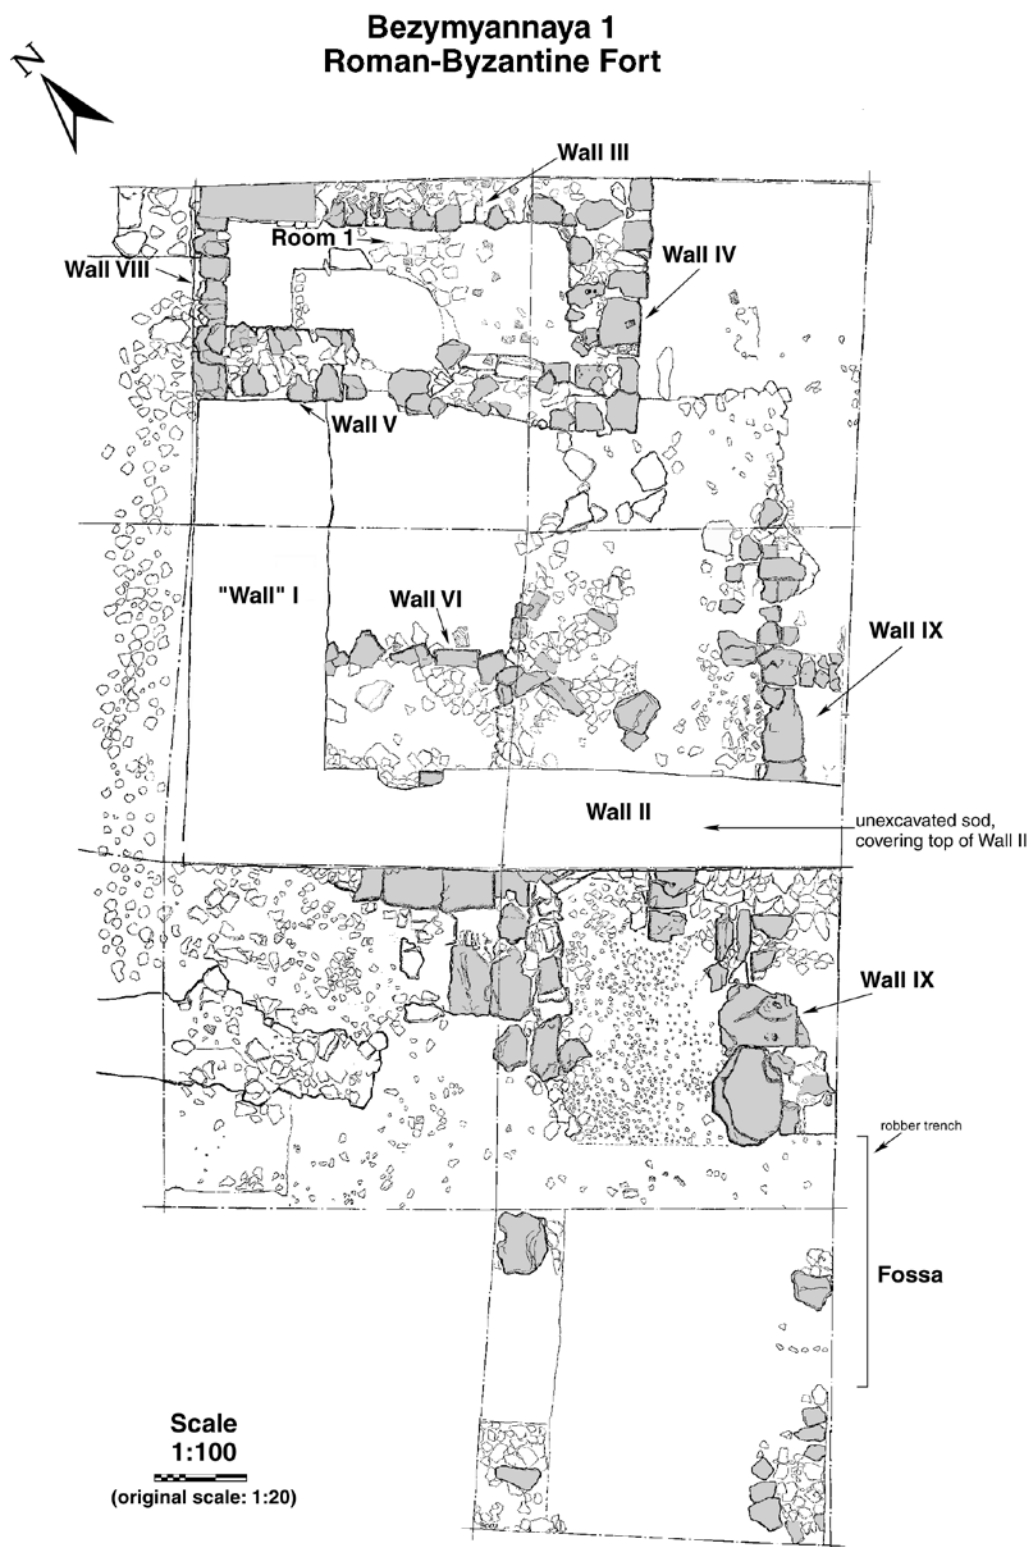 Bezymyannaya 1
Roman-Byzantine Fort
N
Wall III
Room 1
Wall IV
Wall VIII
Wall V
"Wall" I
Wall VI
Wall IX
Wall II
unexcavated sod,
covering top of Wall II
Wall IX
robber trench
Fossa
Scale
1:100
(original scale: 1:20)